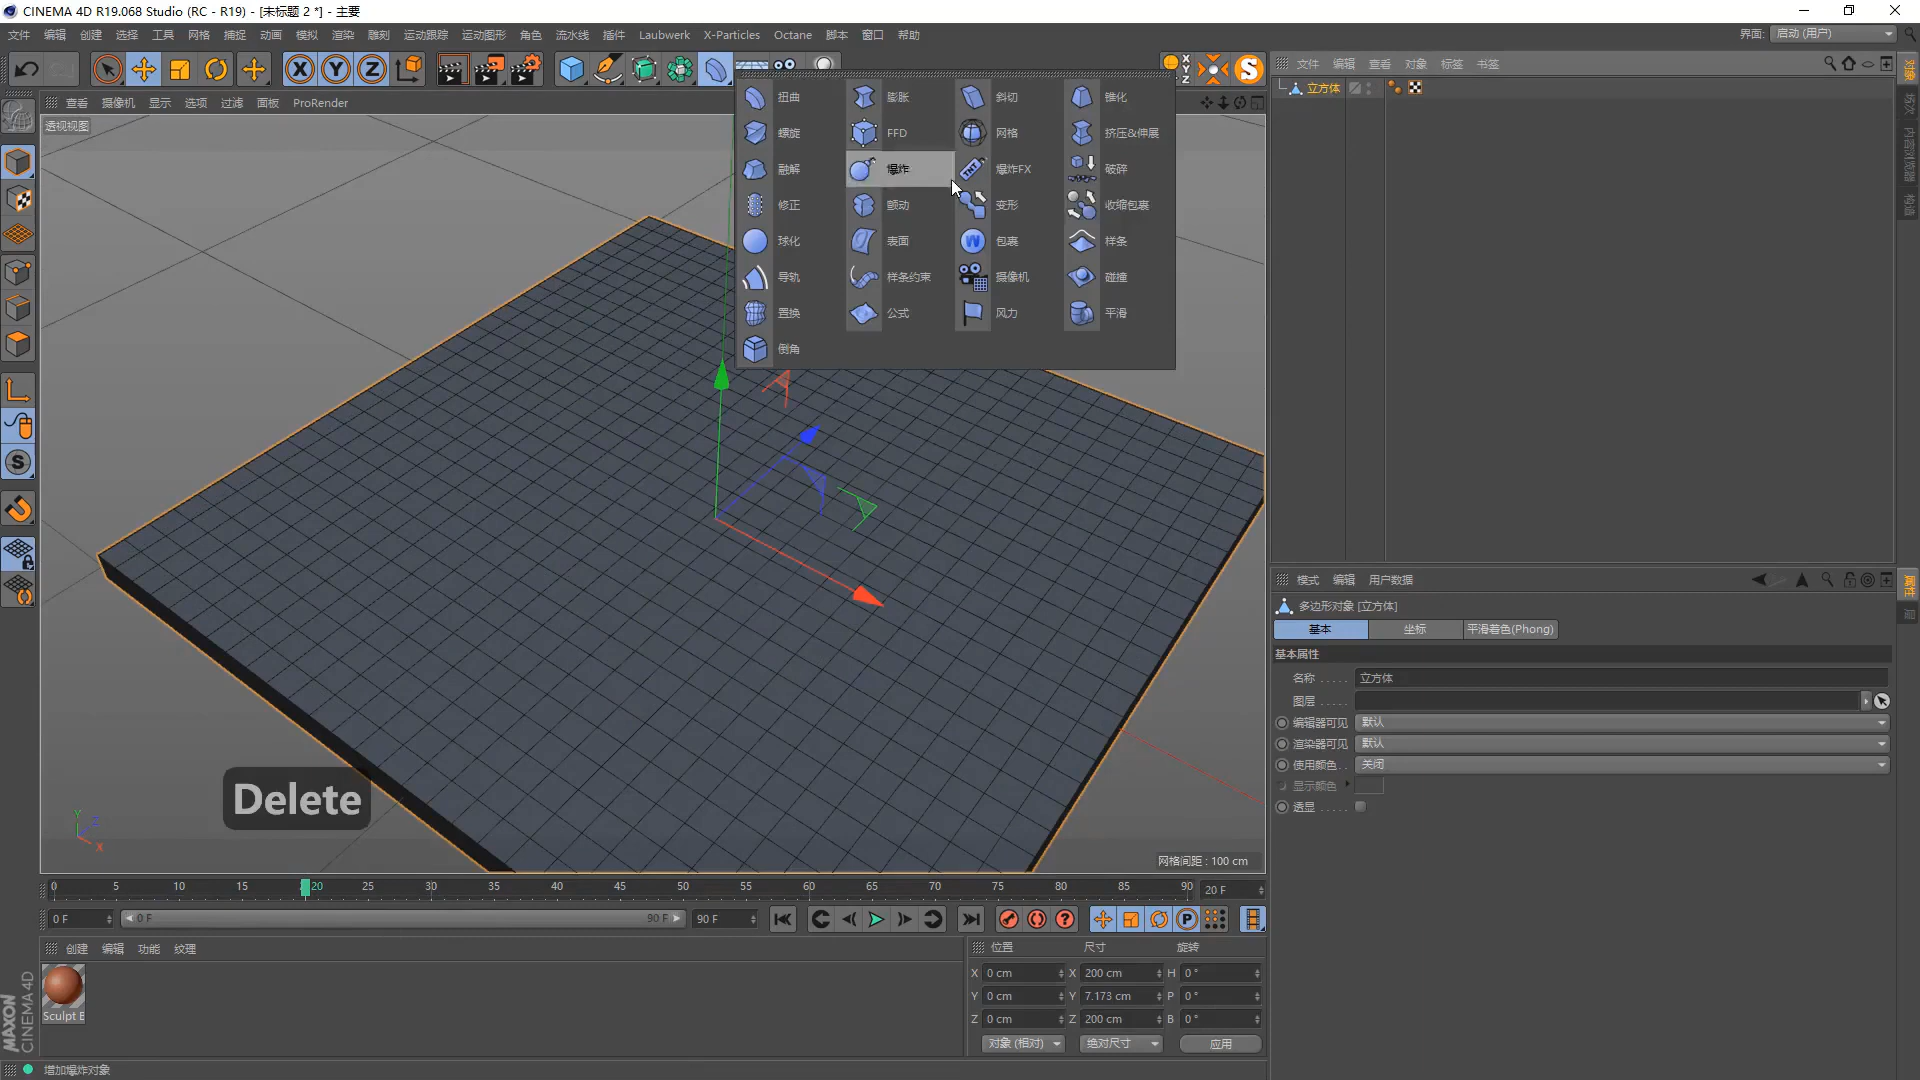 CINEMA 4D R19.068 Studio (RC - R19) - [未标题 2 *] - 主要
文件 编辑 创建 选择 工具 网格 捕捉 动画 模拟 渲染 雕刻 运动跟踪 运动图形 角色 流水线 插件 Laubwerk X-Particles Octane 脚本 窗口 帮助
界面: 启动 (用户)
查看 摄像机 显示 选项 过滤 面板 ProRender
透视视图
扭曲 膨胀 斜切 锥化
螺旋 FFD 网格 挤压&伸展
融解 爆炸 爆炸FX 破碎
修正 颤动 变形 收缩包裹
球化 表面 包裹 样条
导轨 样条约束 摄像机 碰撞
置换 公式 风力 平滑
倒角
文件 编辑 查看 对象 标签 书签
立方体
对象
场次
内容浏览器
构造
模式 编辑 用户数据
多边形对象 [立方体]
基本 坐标 平滑着色(Phong)
基本属性
名称 . . . . . 立方体
图层 . . . . .
编辑器可见 默认
渲染器可见 默认
使用颜色. . 关闭
显示颜色
透显 . . . . .
属性
层
Delete
Y Z X
网格间距 : 100 cm
0 5 10 15 20 25 30 35 40 45 50 55 60 65 70 75 80 85 90 20 F
0 F 0 F 90 F 90 F
创建 编辑 功能 纹理
Sculpt B
位置 尺寸 旋转
X 0 cm X 200 cm H 0 °
Y 0 cm Y 7.173 cm P 0 °
Z 0 cm Z 200 cm B 0 °
对象 (相对) 绝对尺寸 应用
MAXON
CINEMA 4D
增加爆炸对象